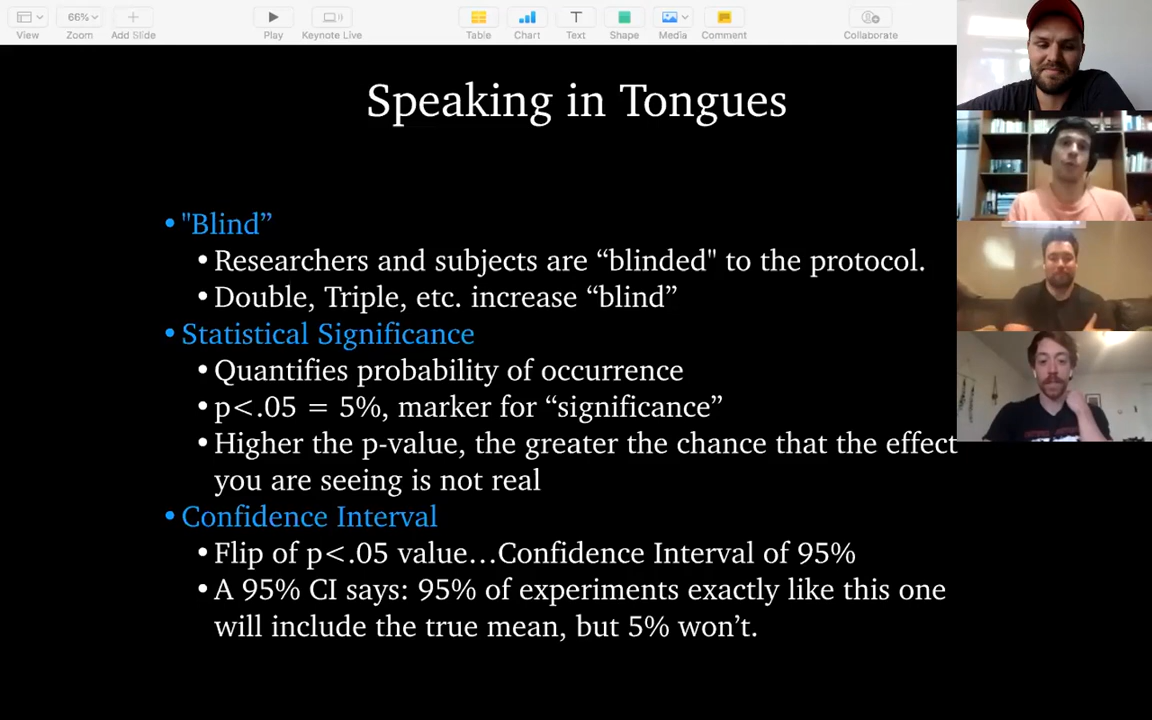 66%
View
Zoom
Add Slide
Play
Keynote Live
Table
Chart
Text
Shape
Media
Comment
Collaborate
Speaking in Tongues
• "Blind”
• Researchers and subjects are “blinded" to the protocol.
• Double, Triple, etc. increase “blind”
• Statistical Significance
• Quantifies probability of occurrence
• p<.05 = 5%, marker for “significance”
• Higher the p-value, the greater the chance that the effect
you are seeing is not real
• Confidence Interval
• Flip of p<.05 value…Confidence Interval of 95%
• A 95% CI says: 95% of experiments exactly like this one
will include the true mean, but 5% won’t.